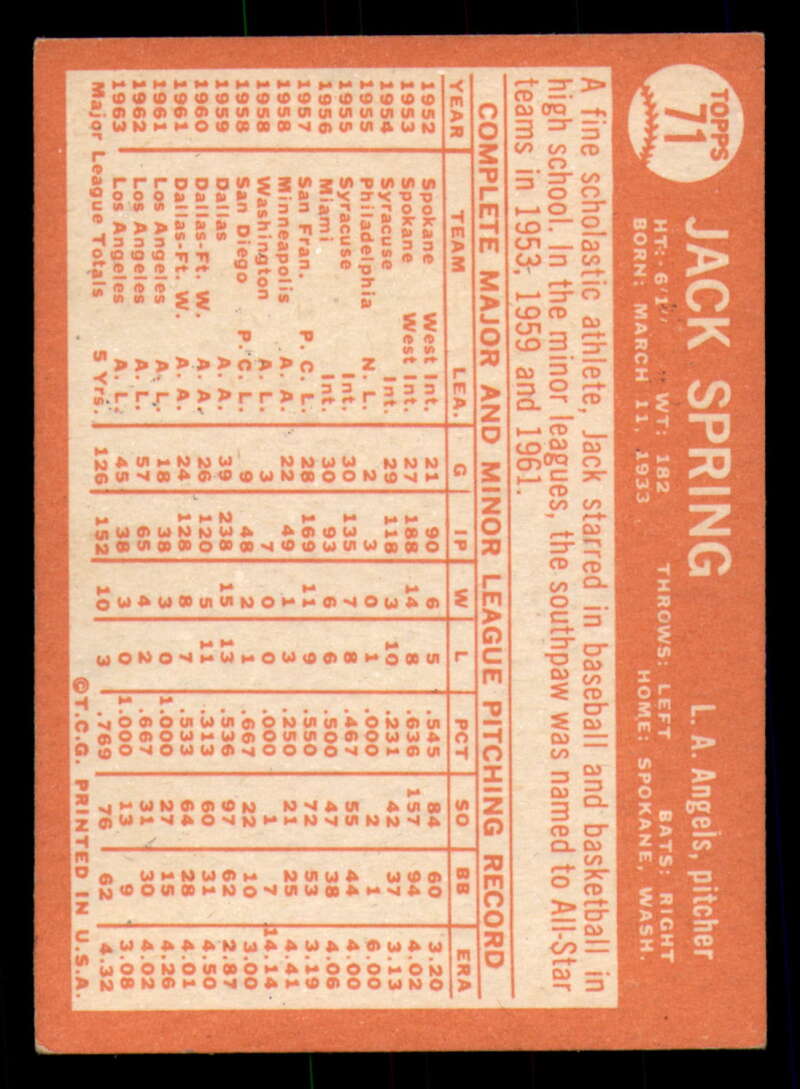 TOPPS
71
JACK SPRING
L. A. Angels, pitcher
HT: 6'1" WT: 182 THROWS: LEFT BATS: RIGHT
BORN: MARCH 11, 1933 HOME: SPOKANE, WASH.
A fine scholastic athlete, Jack starred in baseball and basketball in
high school. In the minor leagues, the southpaw was named to All-Star
teams in 1953, 1959 and 1961.
COMPLETE MAJOR AND MINOR LEAGUE PITCHING RECORD
YEAR TEAM LEA. G IP W L PCT SO BB ERA
1952 Spokane West Int. 21 90 6 5 .545 84 60 3.20
1953 Spokane West Int. 27 188 14 8 .636 157 94 4.02
1954 Syracuse Int. 29 118 3 10 .231 42 37 3.13
1955 Philadelphia N. L. 2 3 0 1 .000 2 1 6.00
1955 Syracuse Int. 30 135 7 8 .467 55 44 4.00
1956 Miami Int. 30 93 6 6 .500 47 38 4.06
1957 San Fran. P. C. L. 28 169 11 9 .550 72 53 3.19
1958 Minneapolis A. A. 22 49 1 3 .250 21 25 4.41
1958 Washington A. L. 3 7 0 0 .000 1 7 14.14
1958 San Diego P. C. L. 9 48 2 1 .667 22 10 3.00
1959 Dallas A. A. 39 238 15 13 .536 97 62 2.87
1960 Dallas-Ft. W. A. A. 26 120 5 11 .313 60 31 4.50
1961 Dallas-Ft. W. A. A. 24 128 8 7 .533 64 28 4.01
1961 Los Angeles A. L. 18 38 3 0 1.000 27 15 4.26
1962 Los Angeles A. L. 57 65 4 2 .667 31 30 4.02
1963 Los Angeles A. L. 45 38 3 0 1.000 13 9 3.08
Major League Totals 5 Yrs. 126 152 10 3 .769 76 62 4.32
©T.C.G. PRINTED IN U.S.A.